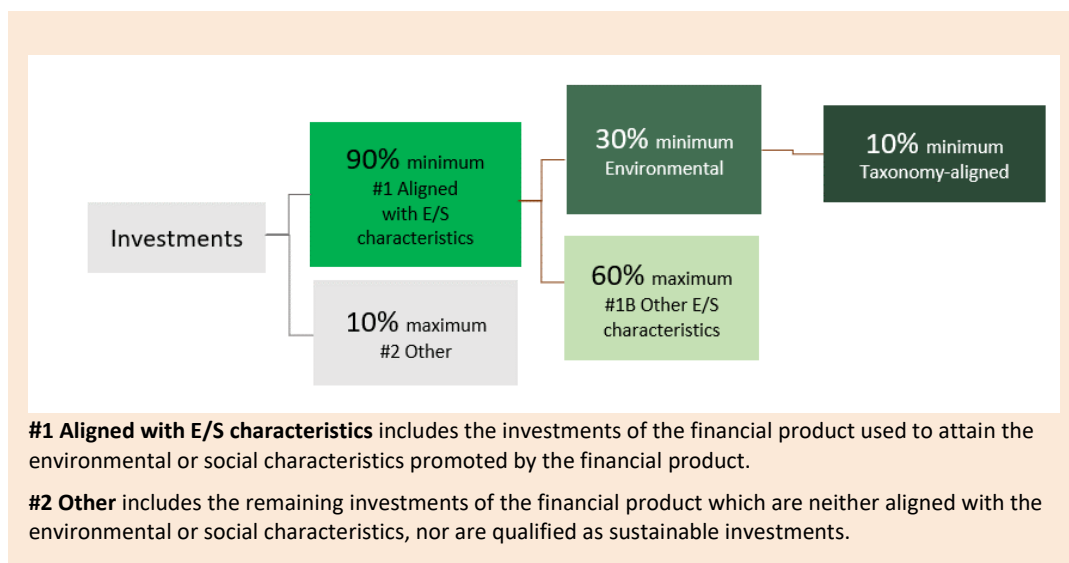 Investments
90% minimum
#1 Aligned
with E/S
characteristics
10% maximum
#2 Other
30% minimum
Environmental
60% maximum
#1B Other E/S
characteristics
10% minimum
Taxonomy-aligned
#1 Aligned with E/S characteristics includes the investments of the financial product used to attain the
environmental or social characteristics promoted by the financial product.
#2 Other includes the remaining investments of the financial product which are neither aligned with the
environmental or social characteristics, nor are qualified as sustainable investments.